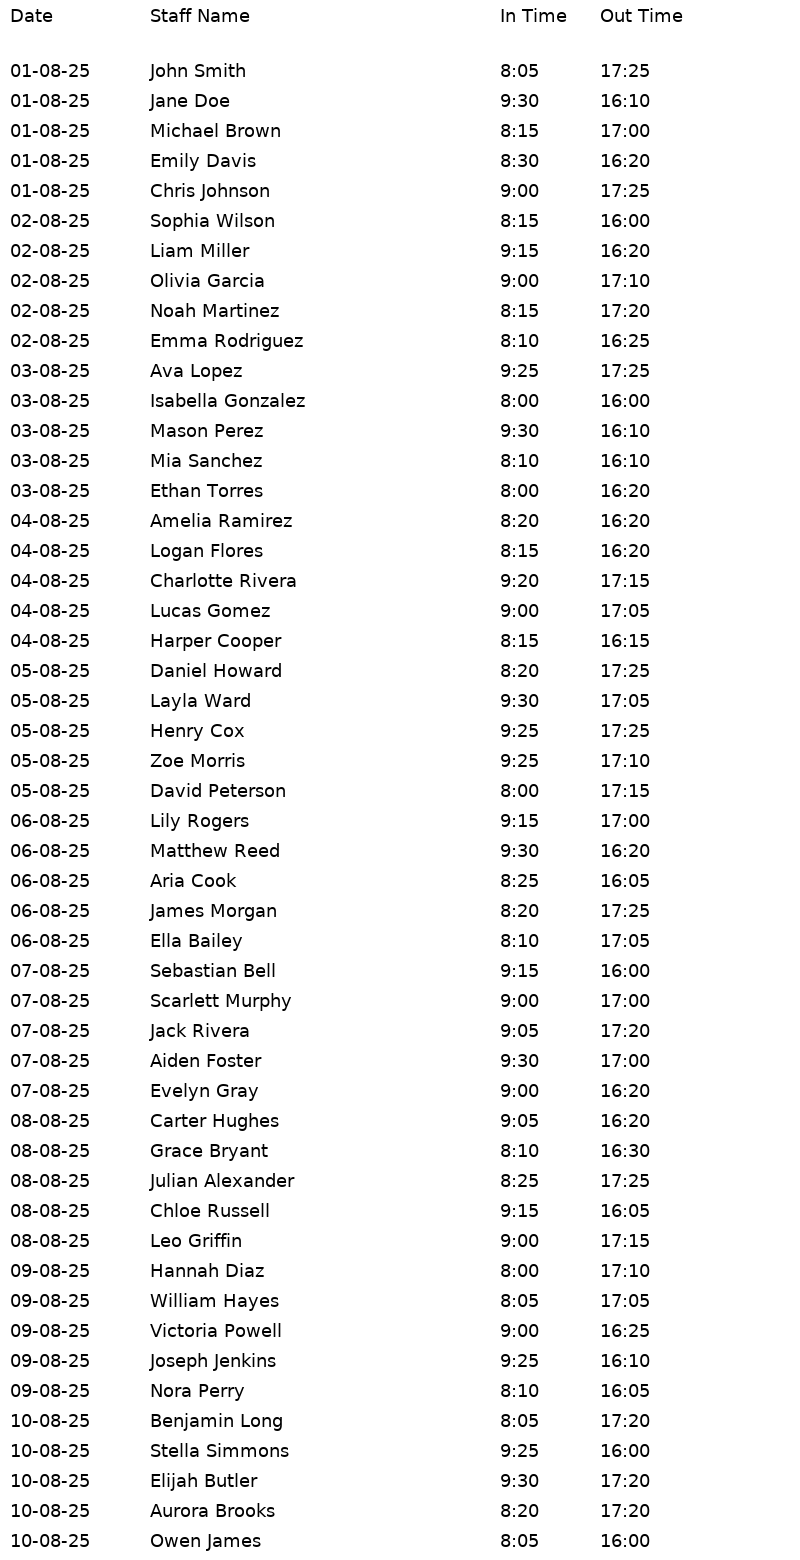 Date Staff Name In Time Out Time
01-08-25 John Smith 8:05 17:25
01-08-25 Jane Doe 9:30 16:10
01-08-25 Michael Brown 8:15 17:00
01-08-25 Emily Davis 8:30 16:20
01-08-25 Chris Johnson 9:00 17:25
02-08-25 Sophia Wilson 8:15 16:00
02-08-25 Liam Miller 9:15 16:20
02-08-25 Olivia Garcia 9:00 17:10
02-08-25 Noah Martinez 8:15 17:20
02-08-25 Emma Rodriguez 8:10 16:25
03-08-25 Ava Lopez 9:25 17:25
03-08-25 Isabella Gonzalez 8:00 16:00
03-08-25 Mason Perez 9:30 16:10
03-08-25 Mia Sanchez 8:10 16:10
03-08-25 Ethan Torres 8:00 16:20
04-08-25 Amelia Ramirez 8:20 16:20
04-08-25 Logan Flores 8:15 16:20
04-08-25 Charlotte Rivera 9:20 17:15
04-08-25 Lucas Gomez 9:00 17:05
04-08-25 Harper Cooper 8:15 16:15
05-08-25 Daniel Howard 8:20 17:25
05-08-25 Layla Ward 9:30 17:05
05-08-25 Henry Cox 9:25 17:25
05-08-25 Zoe Morris 9:25 17:10
05-08-25 David Peterson 8:00 17:15
06-08-25 Lily Rogers 9:15 17:00
06-08-25 Matthew Reed 9:30 16:20
06-08-25 Aria Cook 8:25 16:05
06-08-25 James Morgan 8:20 17:25
06-08-25 Ella Bailey 8:10 17:05
07-08-25 Sebastian Bell 9:15 16:00
07-08-25 Scarlett Murphy 9:00 17:00
07-08-25 Jack Rivera 9:05 17:20
07-08-25 Aiden Foster 9:30 17:00
07-08-25 Evelyn Gray 9:00 16:20
08-08-25 Carter Hughes 9:05 16:20
08-08-25 Grace Bryant 8:10 16:30
08-08-25 Julian Alexander 8:25 17:25
08-08-25 Chloe Russell 9:15 16:05
08-08-25 Leo Griffin 9:00 17:15
09-08-25 Hannah Diaz 8:00 17:10
09-08-25 William Hayes 8:05 17:05
09-08-25 Victoria Powell 9:00 16:25
09-08-25 Joseph Jenkins 9:25 16:10
09-08-25 Nora Perry 8:10 16:05
10-08-25 Benjamin Long 8:05 17:20
10-08-25 Stella Simmons 9:25 16:00
10-08-25 Elijah Butler 9:30 17:20
10-08-25 Aurora Brooks 8:20 17:20
10-08-25 Owen James 8:05 16:00